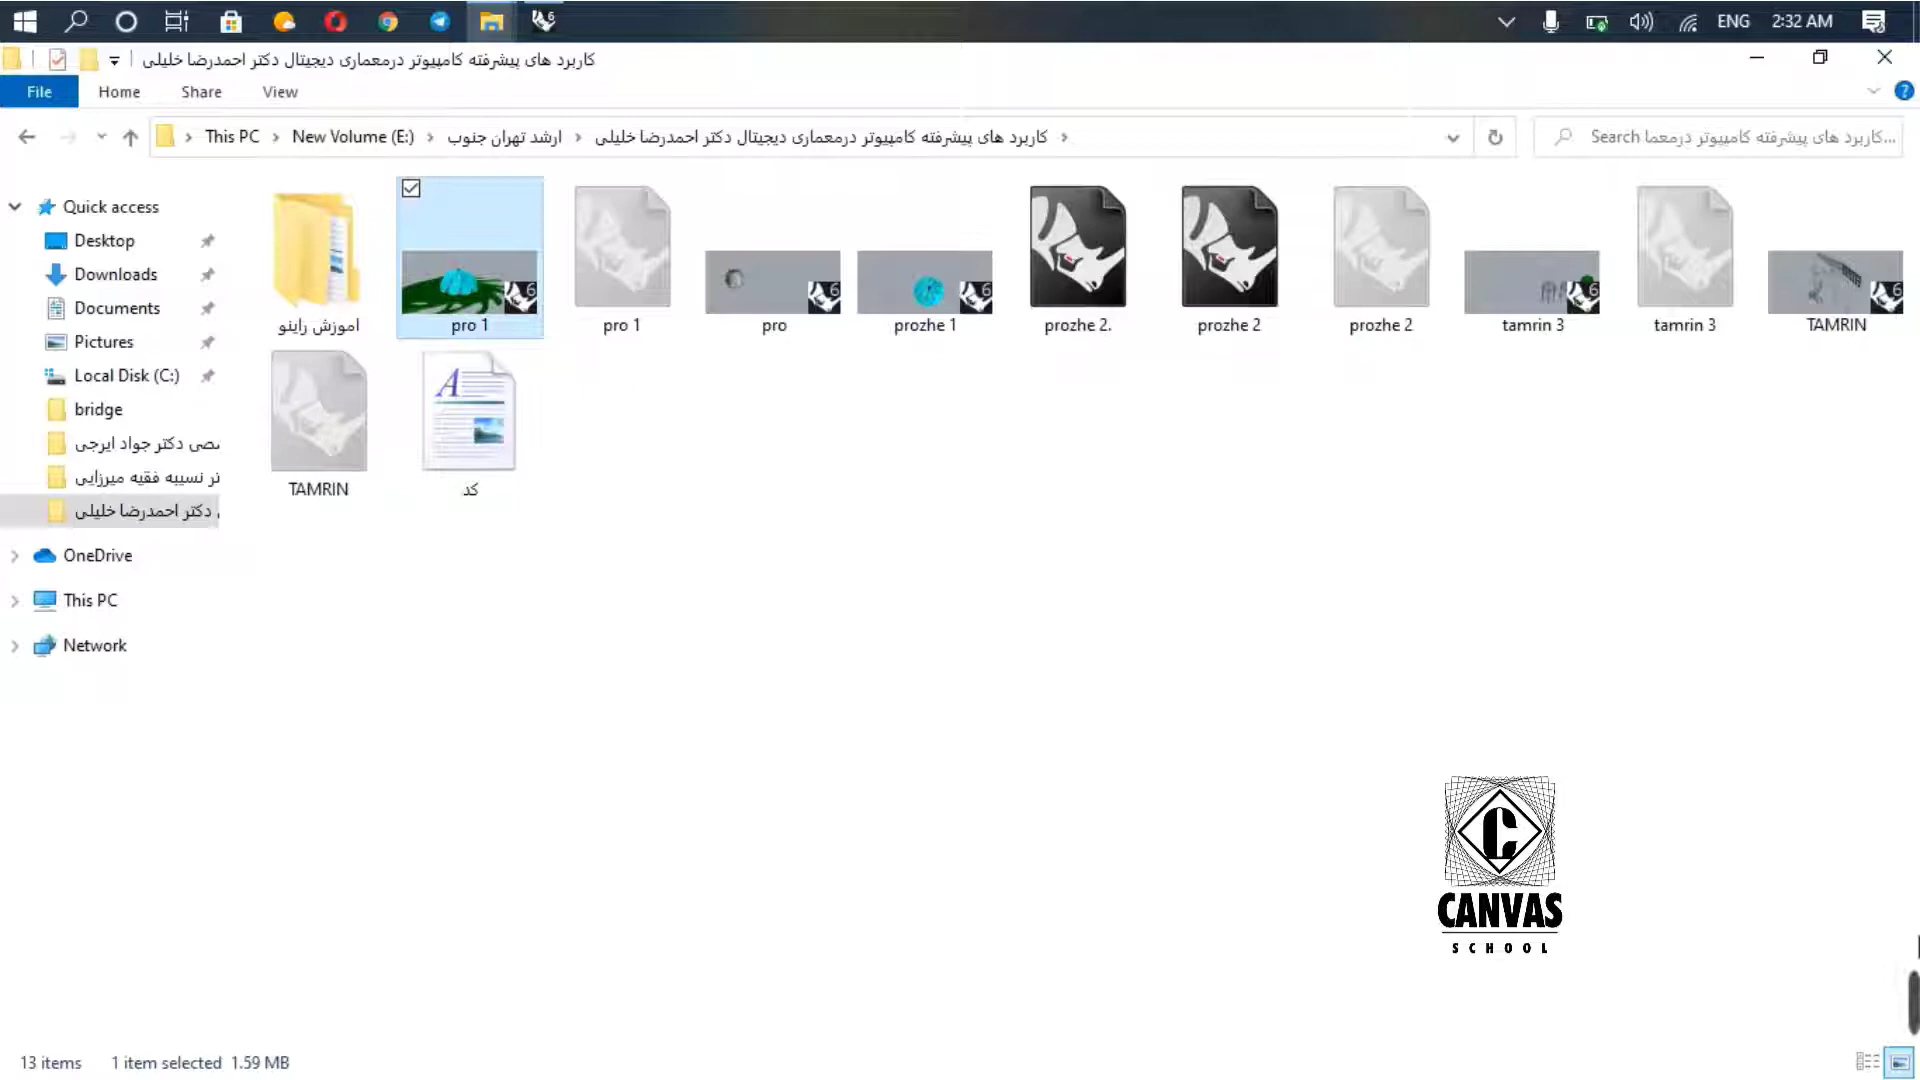 ENG 2:32 AM
کاربرد های پیشرفته کامپیوتر درمعماری دیجیتال دکتر احمدرضا خلیلی
File Home Share View
This PC New Volume (E:) ارشد تهران جنوب کاربرد های پیشرفته کامپیوتر درمعماری دیجیتال دکتر احمدرضا خلیلی
Search کاربرد های پیشرفته کامپیوتر درمعما...
Quick access
Desktop
Downloads
Documents
Pictures
Local Disk (C:)
bridge
دکتر جواد ایرجی
نسیبه فقیه میرزایی
دکتر احمدرضا خلیلی
OneDrive
This PC
Network
اموزش راینو
pro 1
pro 1
pro
prozhe 1
prozhe 2.
prozhe 2
prozhe 2
tamrin 3
tamrin 3
TAMRIN
TAMRIN
کد
CANVAS
SCHOOL
13 items 1 item selected 1.59 MB